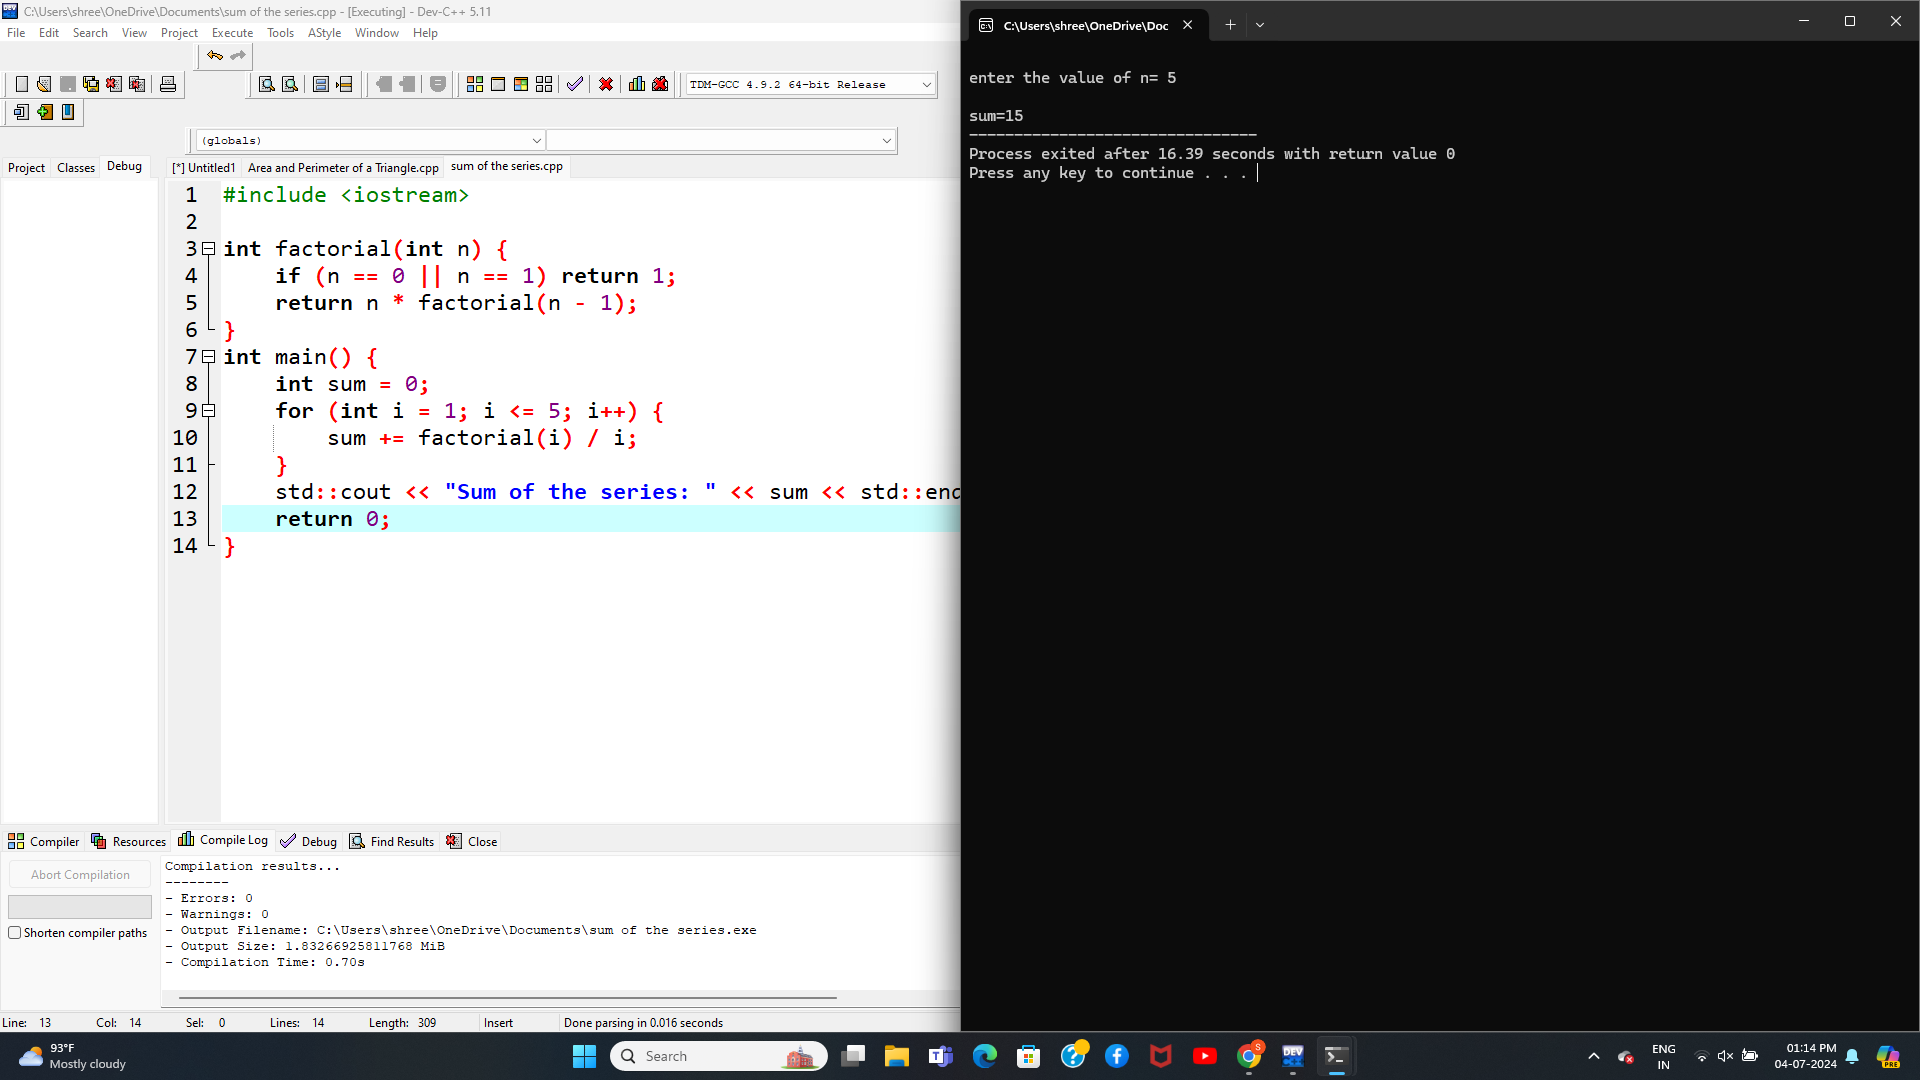 C:\Users\shree\OneDrive\Documents\sum of the series.cpp - [Executing] - Dev-C++ 5.11
File Edit Search View Project Execute Tools AStyle Window Help
TDM-GCC 4.9.2 64-bit Release
(globals)
Project Classes Debug
[*] Untitled1 Area and Perimeter of a Triangle.cpp sum of the series.cpp
1 #include <iostream>
2
3 int factorial(int n) {
4 if (n == 0 || n == 1) return 1;
5 return n * factorial(n - 1);
6 }
7 int main() {
8 int sum = 0;
9 for (int i = 1; i <= 5; i++) {
10 sum += factorial(i) / i;
11 }
12 std::cout << "Sum of the series: " << sum << std::end
13 return 0;
14 }
Compiler Resources Compile Log Debug Find Results Close
Abort Compilation
Shorten compiler paths
Compilation results...
--------
- Errors: 0
- Warnings: 0
- Output Filename: C:\Users\shree\OneDrive\Documents\sum of the series.exe
- Output Size: 1.83266925811768 MiB
- Compilation Time: 0.70s
Line: 13 Col: 14 Sel: 0 Lines: 14 Length: 309 Insert Done parsing in 0.016 seconds
C:\Users\shree\OneDrive\Doc
enter the value of n= 5
sum=15
--------------------------------
Process exited after 16.39 seconds with return value 0
Press any key to continue . . .
93°F
Mostly cloudy
Search
DEV
ENG
IN
01:14 PM
04-07-2024
PRE